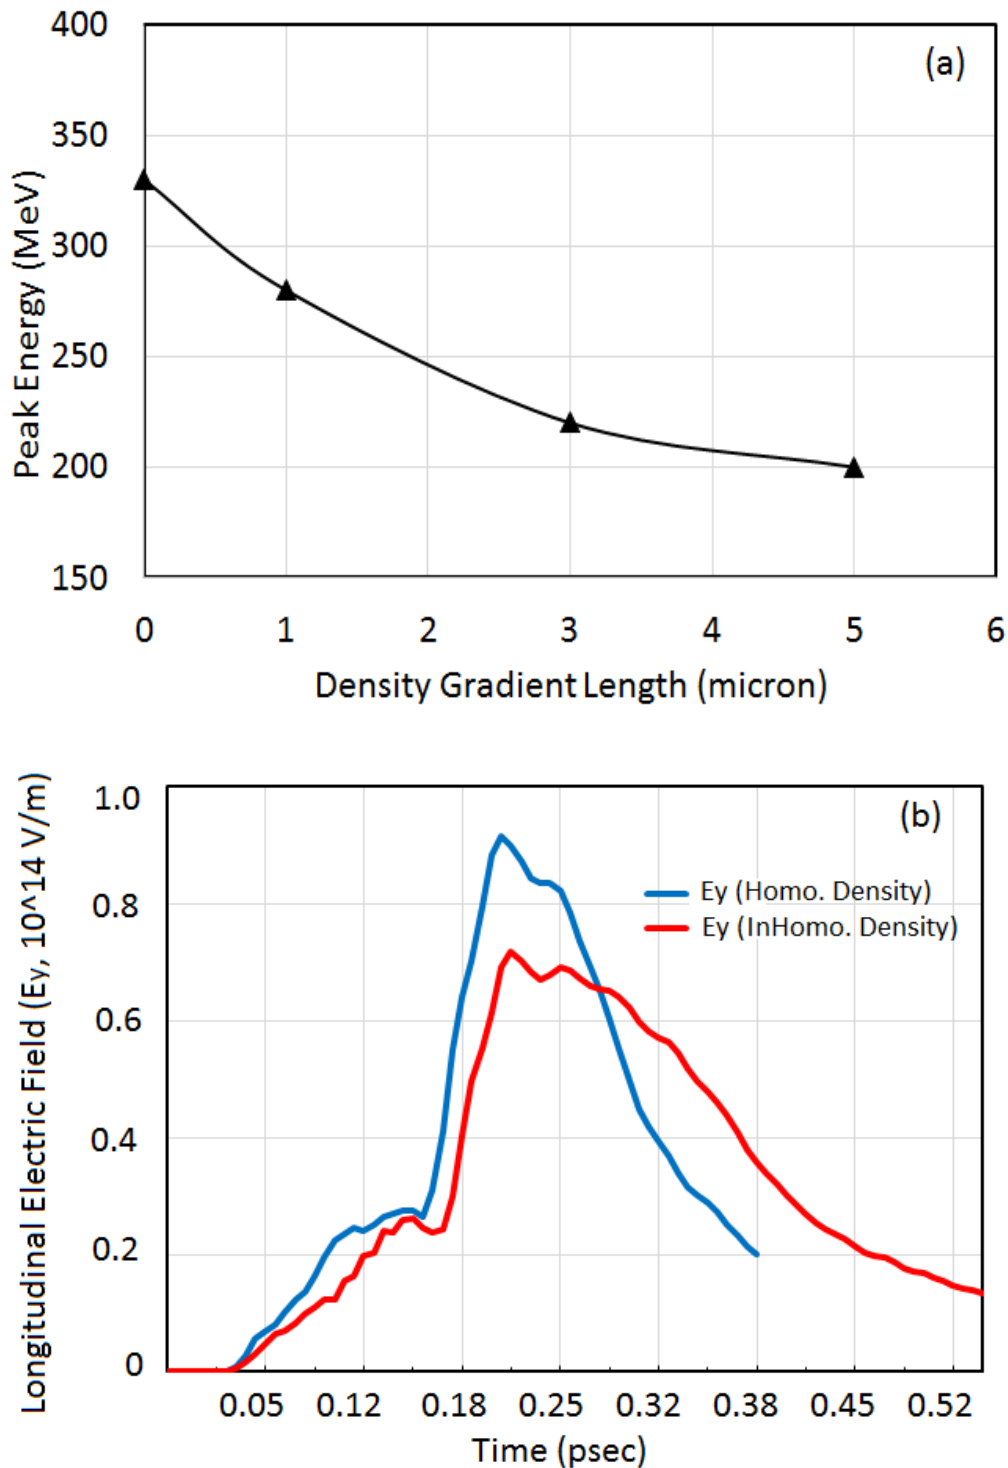 400
(a)
350
300
250
200
150
Peak Energy (MeV)
0 1 2 3 4 5 6
Density Gradient Length (micron)
1.0
(b)
0.8
0.6
0.4
0.2
0
Longitudinal Electric Field (Ey, 10^14 V/m)
Ey (Homo. Density)
Ey (InHomo. Density)
0.05 0.12 0.18 0.25 0.32 0.38 0.45 0.52
Time (psec)